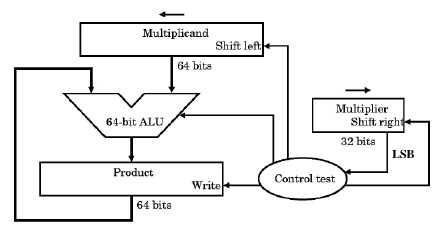 Multiplicand
Shift left
64 bits
64-bit ALU
Multiplier
Shift right
32 bits
LSB
Product
Write
Control test
64 bits